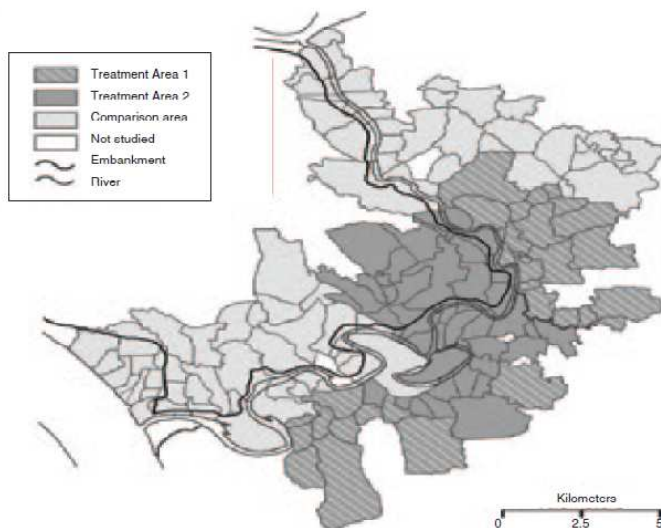 Treatment Area 1
Treatment Area 2
Comparison area
Not studied
Embankment
River
Kilometers
0 2.5 5